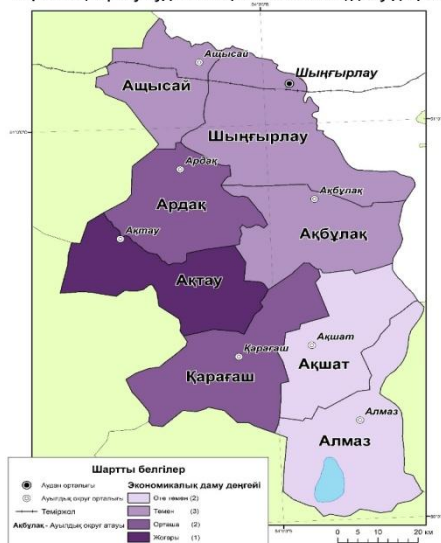 Ащысай
Шыңғырлау
Ащысай
Шыңғырлау
Ардақ
Ақбұлақ
Ардақ
Ақтау
Ақбұлақ
Ақтау
Қарағаш
Ақшат
Қарағаш
Ақшат
Алмаз
Алмаз
Шартты белгілер
Аудан орталығы
Ауылдық округ орталығы
Теміржол
Ақбұлақ - Ауылдық округ атауы
Экономикалық даму деңгейі
Өте төмен (2)
Төмен (3)
Орташа (2)
Жоғары (1)
0 5 10 20 км